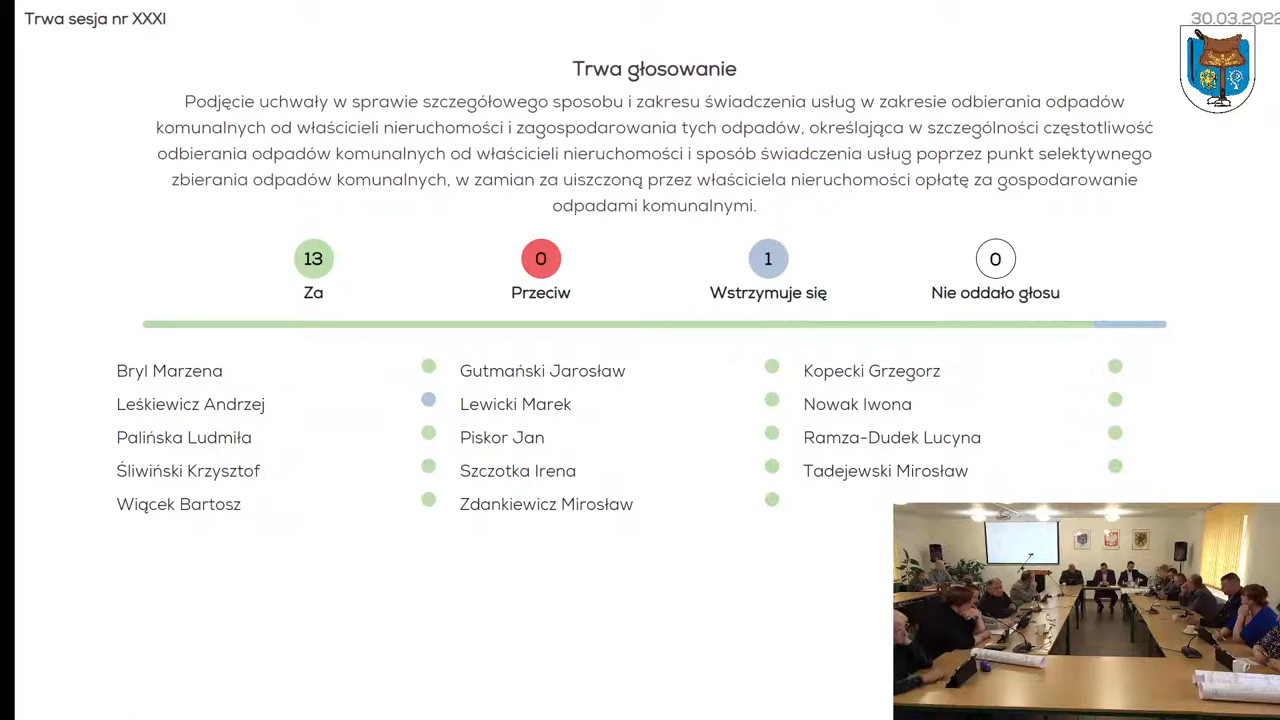 Trwa sesja nr XXXI
30.03.2022
Trwa głosowanie
Podjęcie uchwały w sprawie szczegółowego sposobu i zakresu świadczenia usług w zakresie odbierania odpadów
komunalnych od właścicieli nieruchomości i zagospodarowania tych odpadów, określająca w szczególności częstotliwość
odbierania odpadów komunalnych od właścicieli nieruchomości i sposób świadczenia usług poprzez punkt selektywnego
zbierania odpadów komunalnych, w zamian za uiszczoną przez właściciela nieruchomości opłatę za gospodarowanie
odpadami komunalnymi.
13 0 1 0
Za Przeciw Wstrzymuje się Nie oddało głosu
Bryl Marzena Gutmański Jarosław Kopecki Grzegorz
Leśkiewicz Andrzej Lewicki Marek Nowak Iwona
Palińska Ludmiła Piskor Jan Ramza-Dudek Lucyna
Śliwiński Krzysztof Szczotka Irena Tadejewski Mirosław
Wiącek Bartosz Zdankiewicz Mirosław